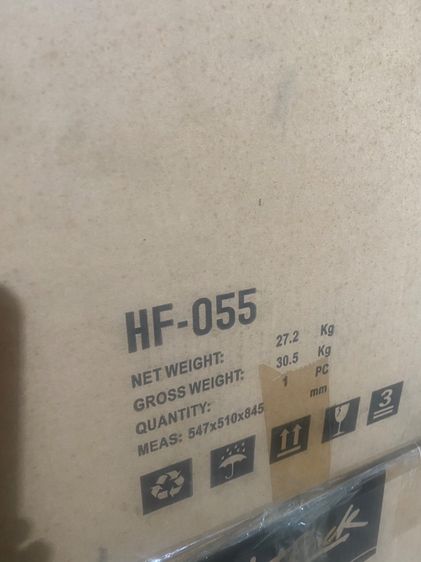 HF-055
NET WEIGHT: 27.2 Kg
GROSS WEIGHT: 30.5 Kg
QUANTITY: 1 PC
MEAS: 547x510x845 mm
3